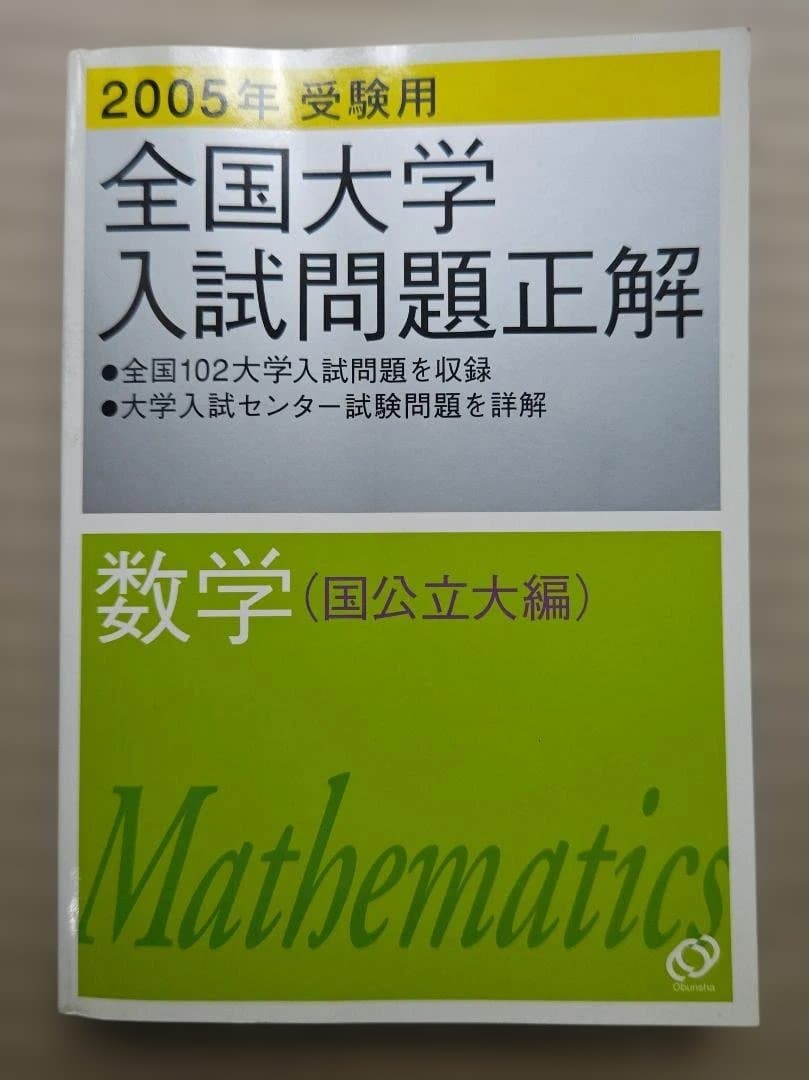 2005年 受験用
全国大学
入試問題正解
●全国102大学入試問題を収録
●大学入試センター試験問題を詳解
数学(国公立大編)
Mathematics
Obunsha